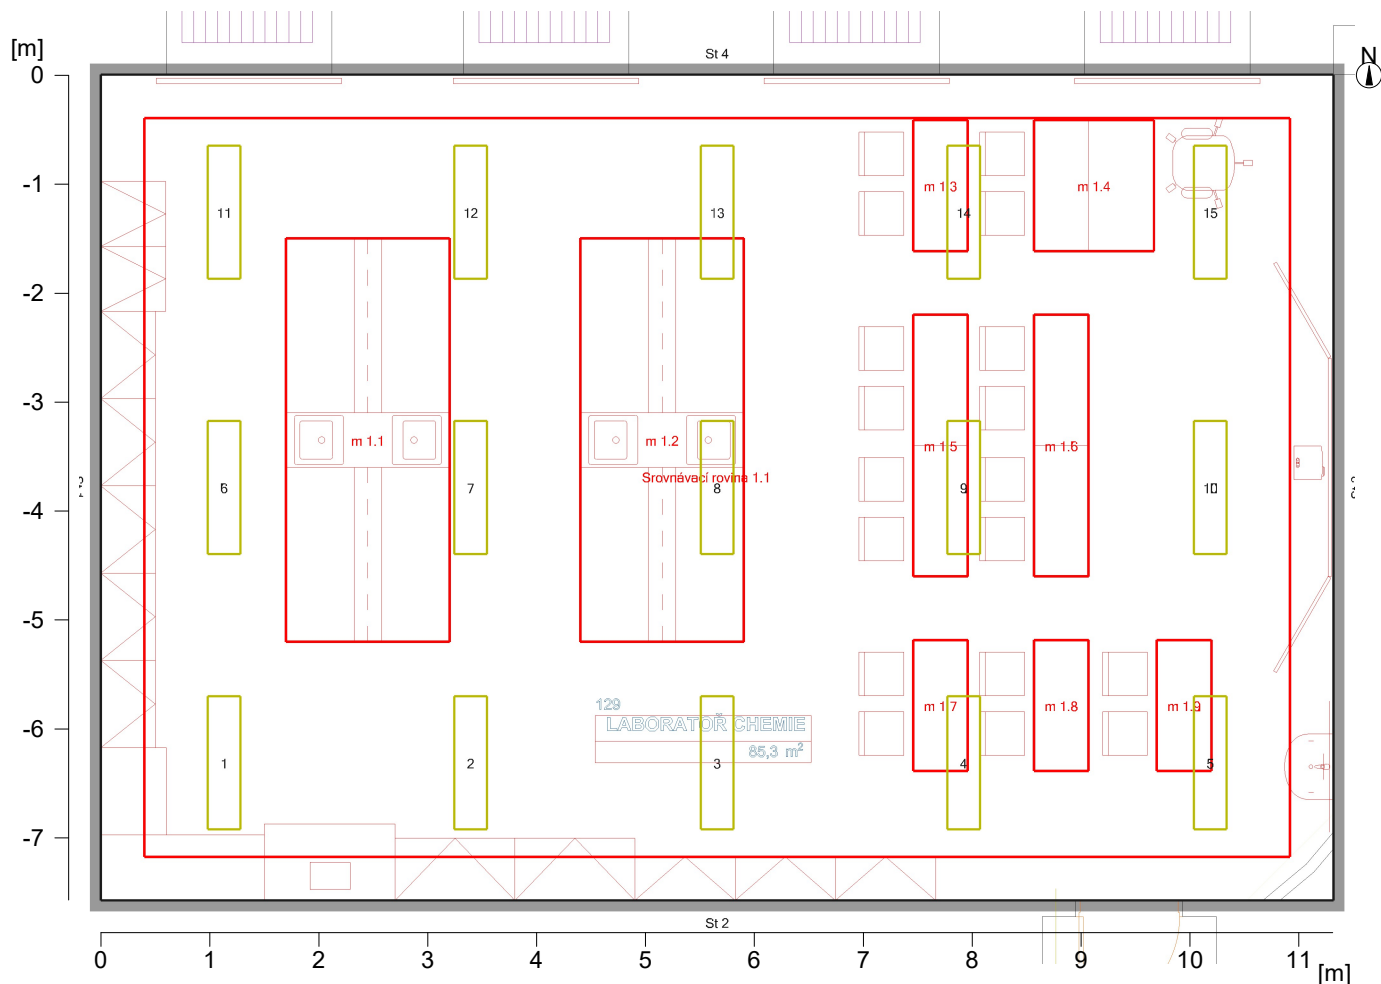 [m]
St 4
N
0
-1
-2
-3
-4
-5
-6
-7
11
12
13
m 1.3
14
m 1.4
15
m 1.1
m 1.2
m 1.5
m 1.6
Srovnávací rovina 1.1
6
7
8
9
10
129
LABORATOŘ CHEMIE
85,3 m²
m 1.7
m 1.8
m 1.9
1
2
3
4
5
St 2
0 1 2 3 4 5 6 7 8 9 10 11
[m]